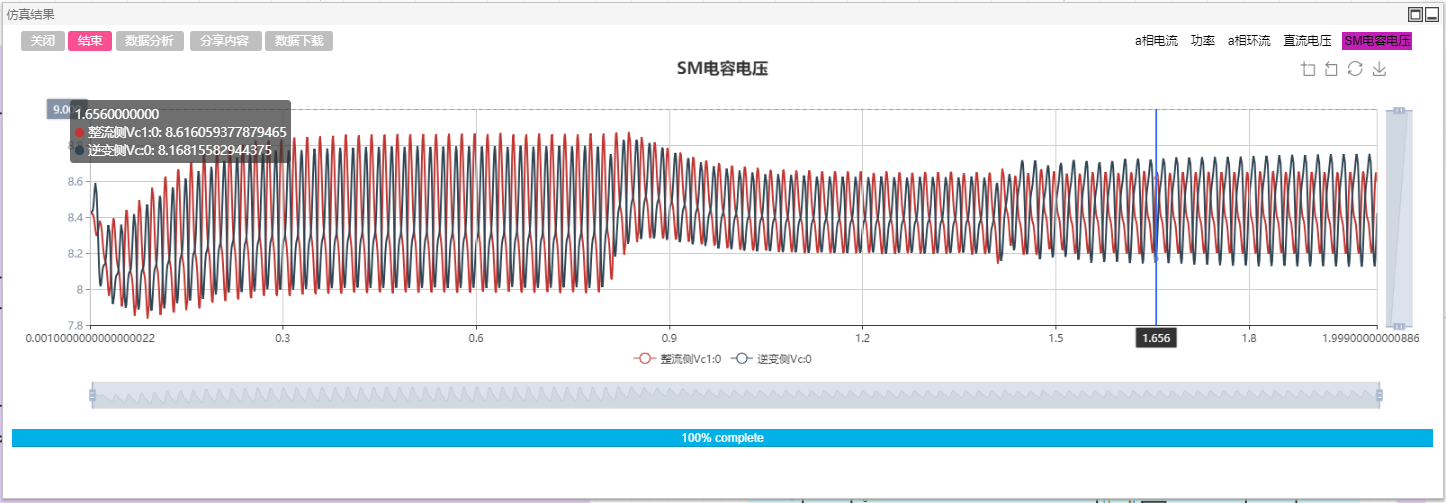 仿真结果
关闭 结束 数据分析 分享内容 数据下载
a相电流 功率 a相环流 直流电压 SM电容电压
SM电容电压
1.6560000000
整流侧Vc1:0: 8.616059377879465
逆变侧Vc:0: 8.16815582944375
8.6
8.4
8.2
8
7.8
0.0010000000000000022 0.3 0.6 0.9 1.2 1.5 1.656 1.8 1.999000000000886
整流侧Vc1:0 逆变侧Vc:0
100% complete